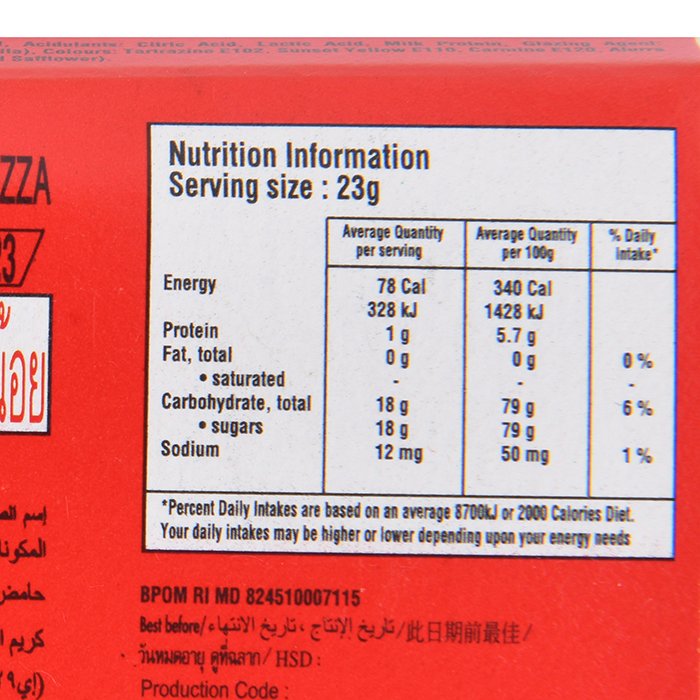 Acidulants: Citric Acid, Lactic Acid, Milk Protein, Glazing Agent:
Colours: Tartrazine E102, Sunset Yellow E110, Carmine E120, Allura
Safflower).
ZZA
23
Nutrition Information
Serving size : 23g
Average Quantity per serving Average Quantity per 100g % Daily Intake*
Energy 78 Cal 340 Cal
328 kJ 1428 kJ
Protein 1 g 5.7 g
Fat, total 0 g 0 g 0 %
• saturated - - -
Carbohydrate, total 18 g 79 g 6 %
• sugars 18 g 79 g
Sodium 12 mg 50 mg 1 %
*Percent Daily Intakes are based on an average 8700kJ or 2000 Calories Diet.
Your daily intakes may be higher or lower depending upon your energy needs
BPOM RI MD 824510007115
Best before/تاريخ الإنتاج ، تاريخ الانتهاء/此日期前最佳/
วันหมดอายุ ดูที่ฉลาก/ HSD :
Production Code :
إسم
المكونا
حامض
كريم